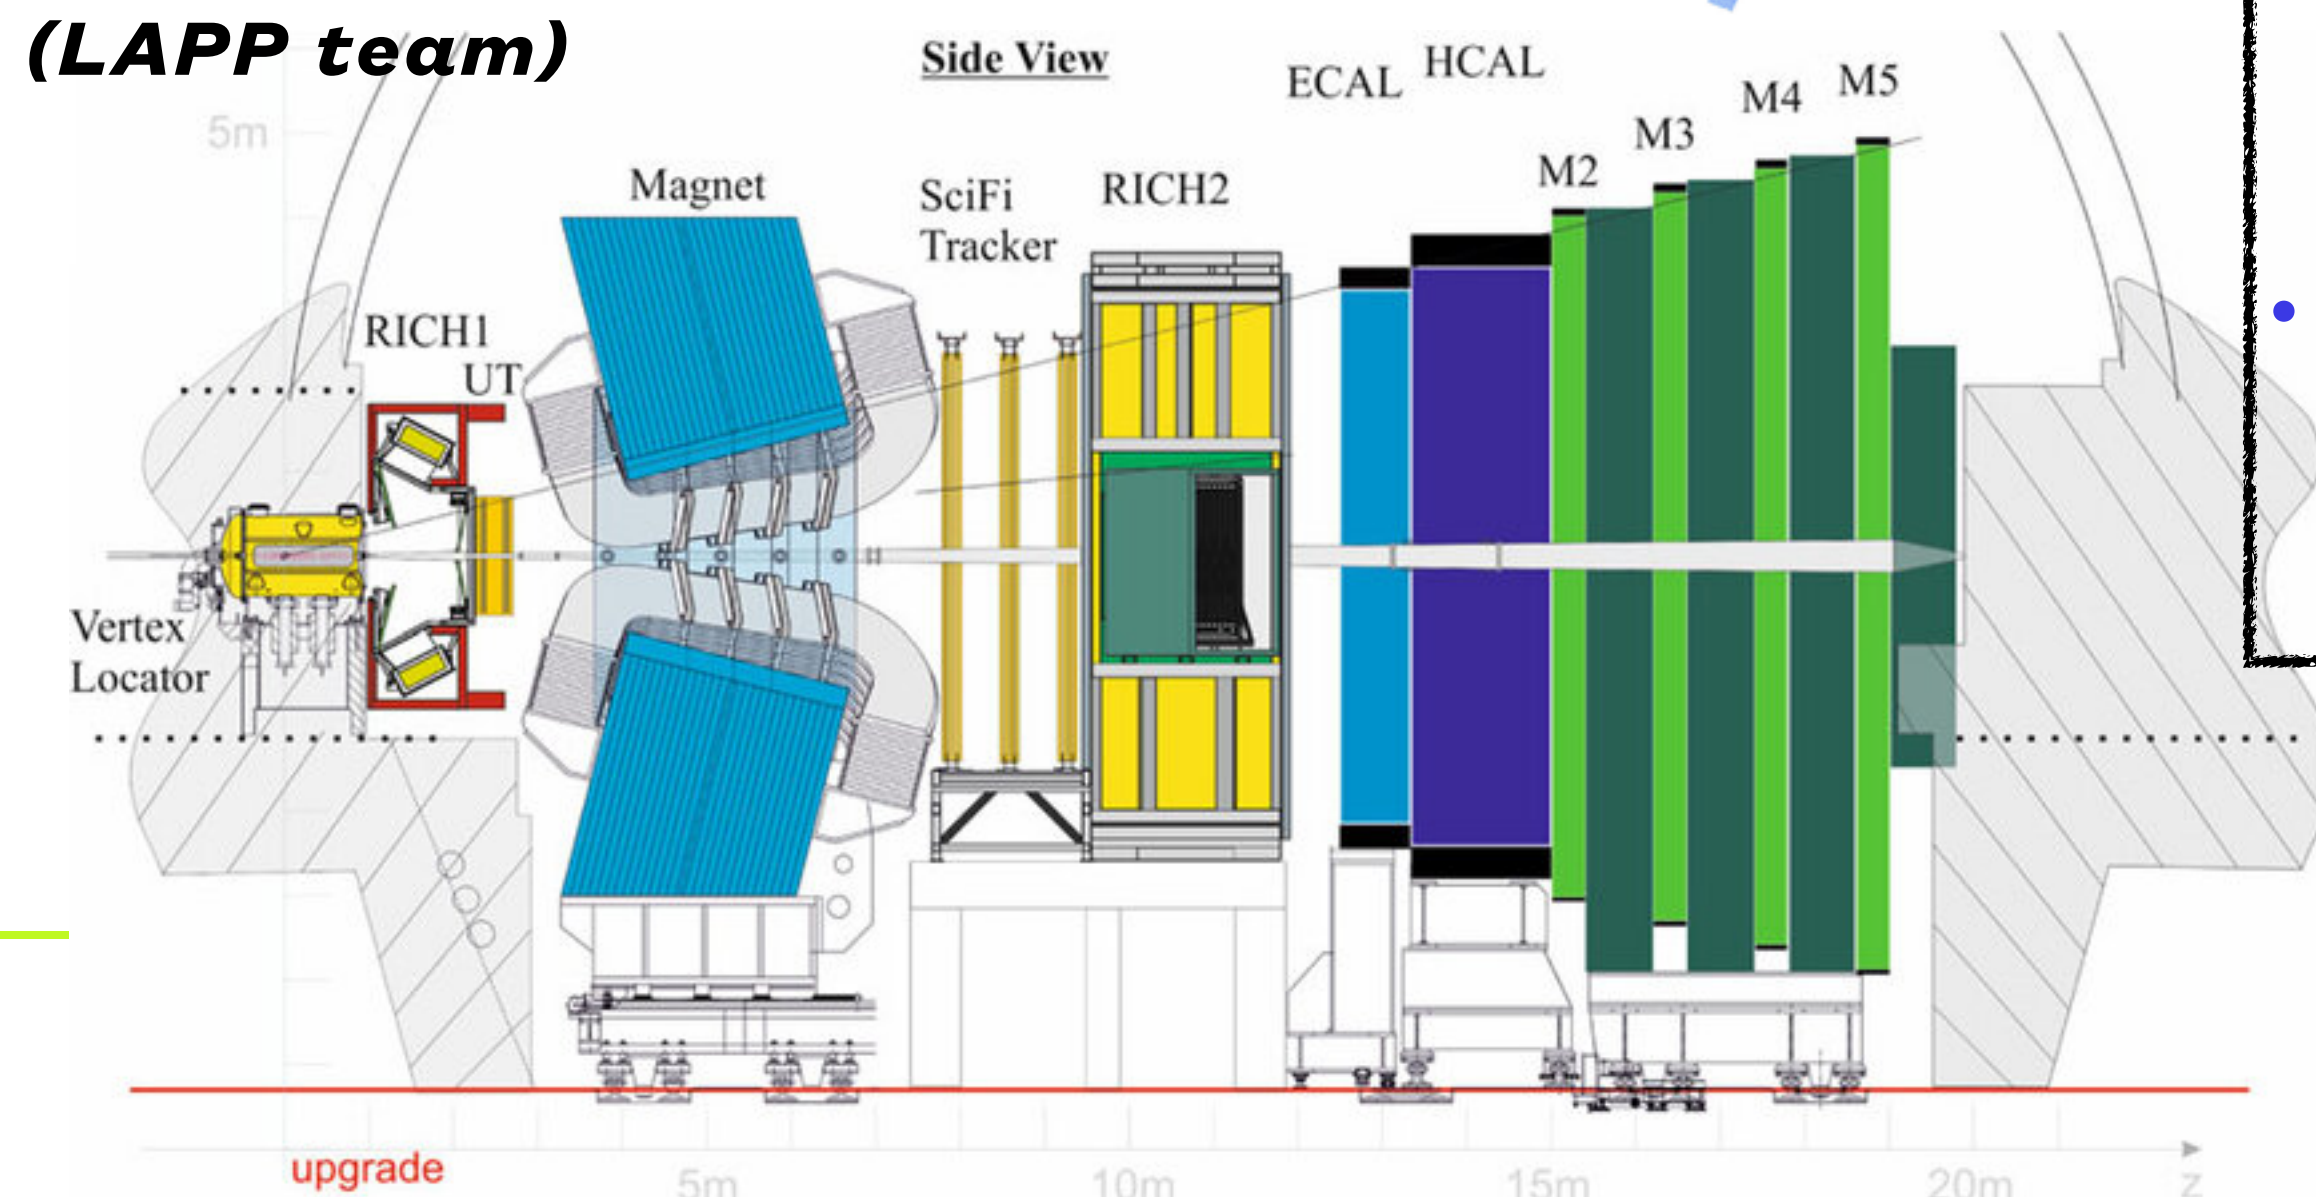 (LAPP team)
Side View
ECAL
HCAL
M2
M3
M4
M5
5m
Magnet
SciFi
Tracker
RICH2
RICH1
UT
Vertex
Locator
upgrade
5m
10m
15m
20m
z